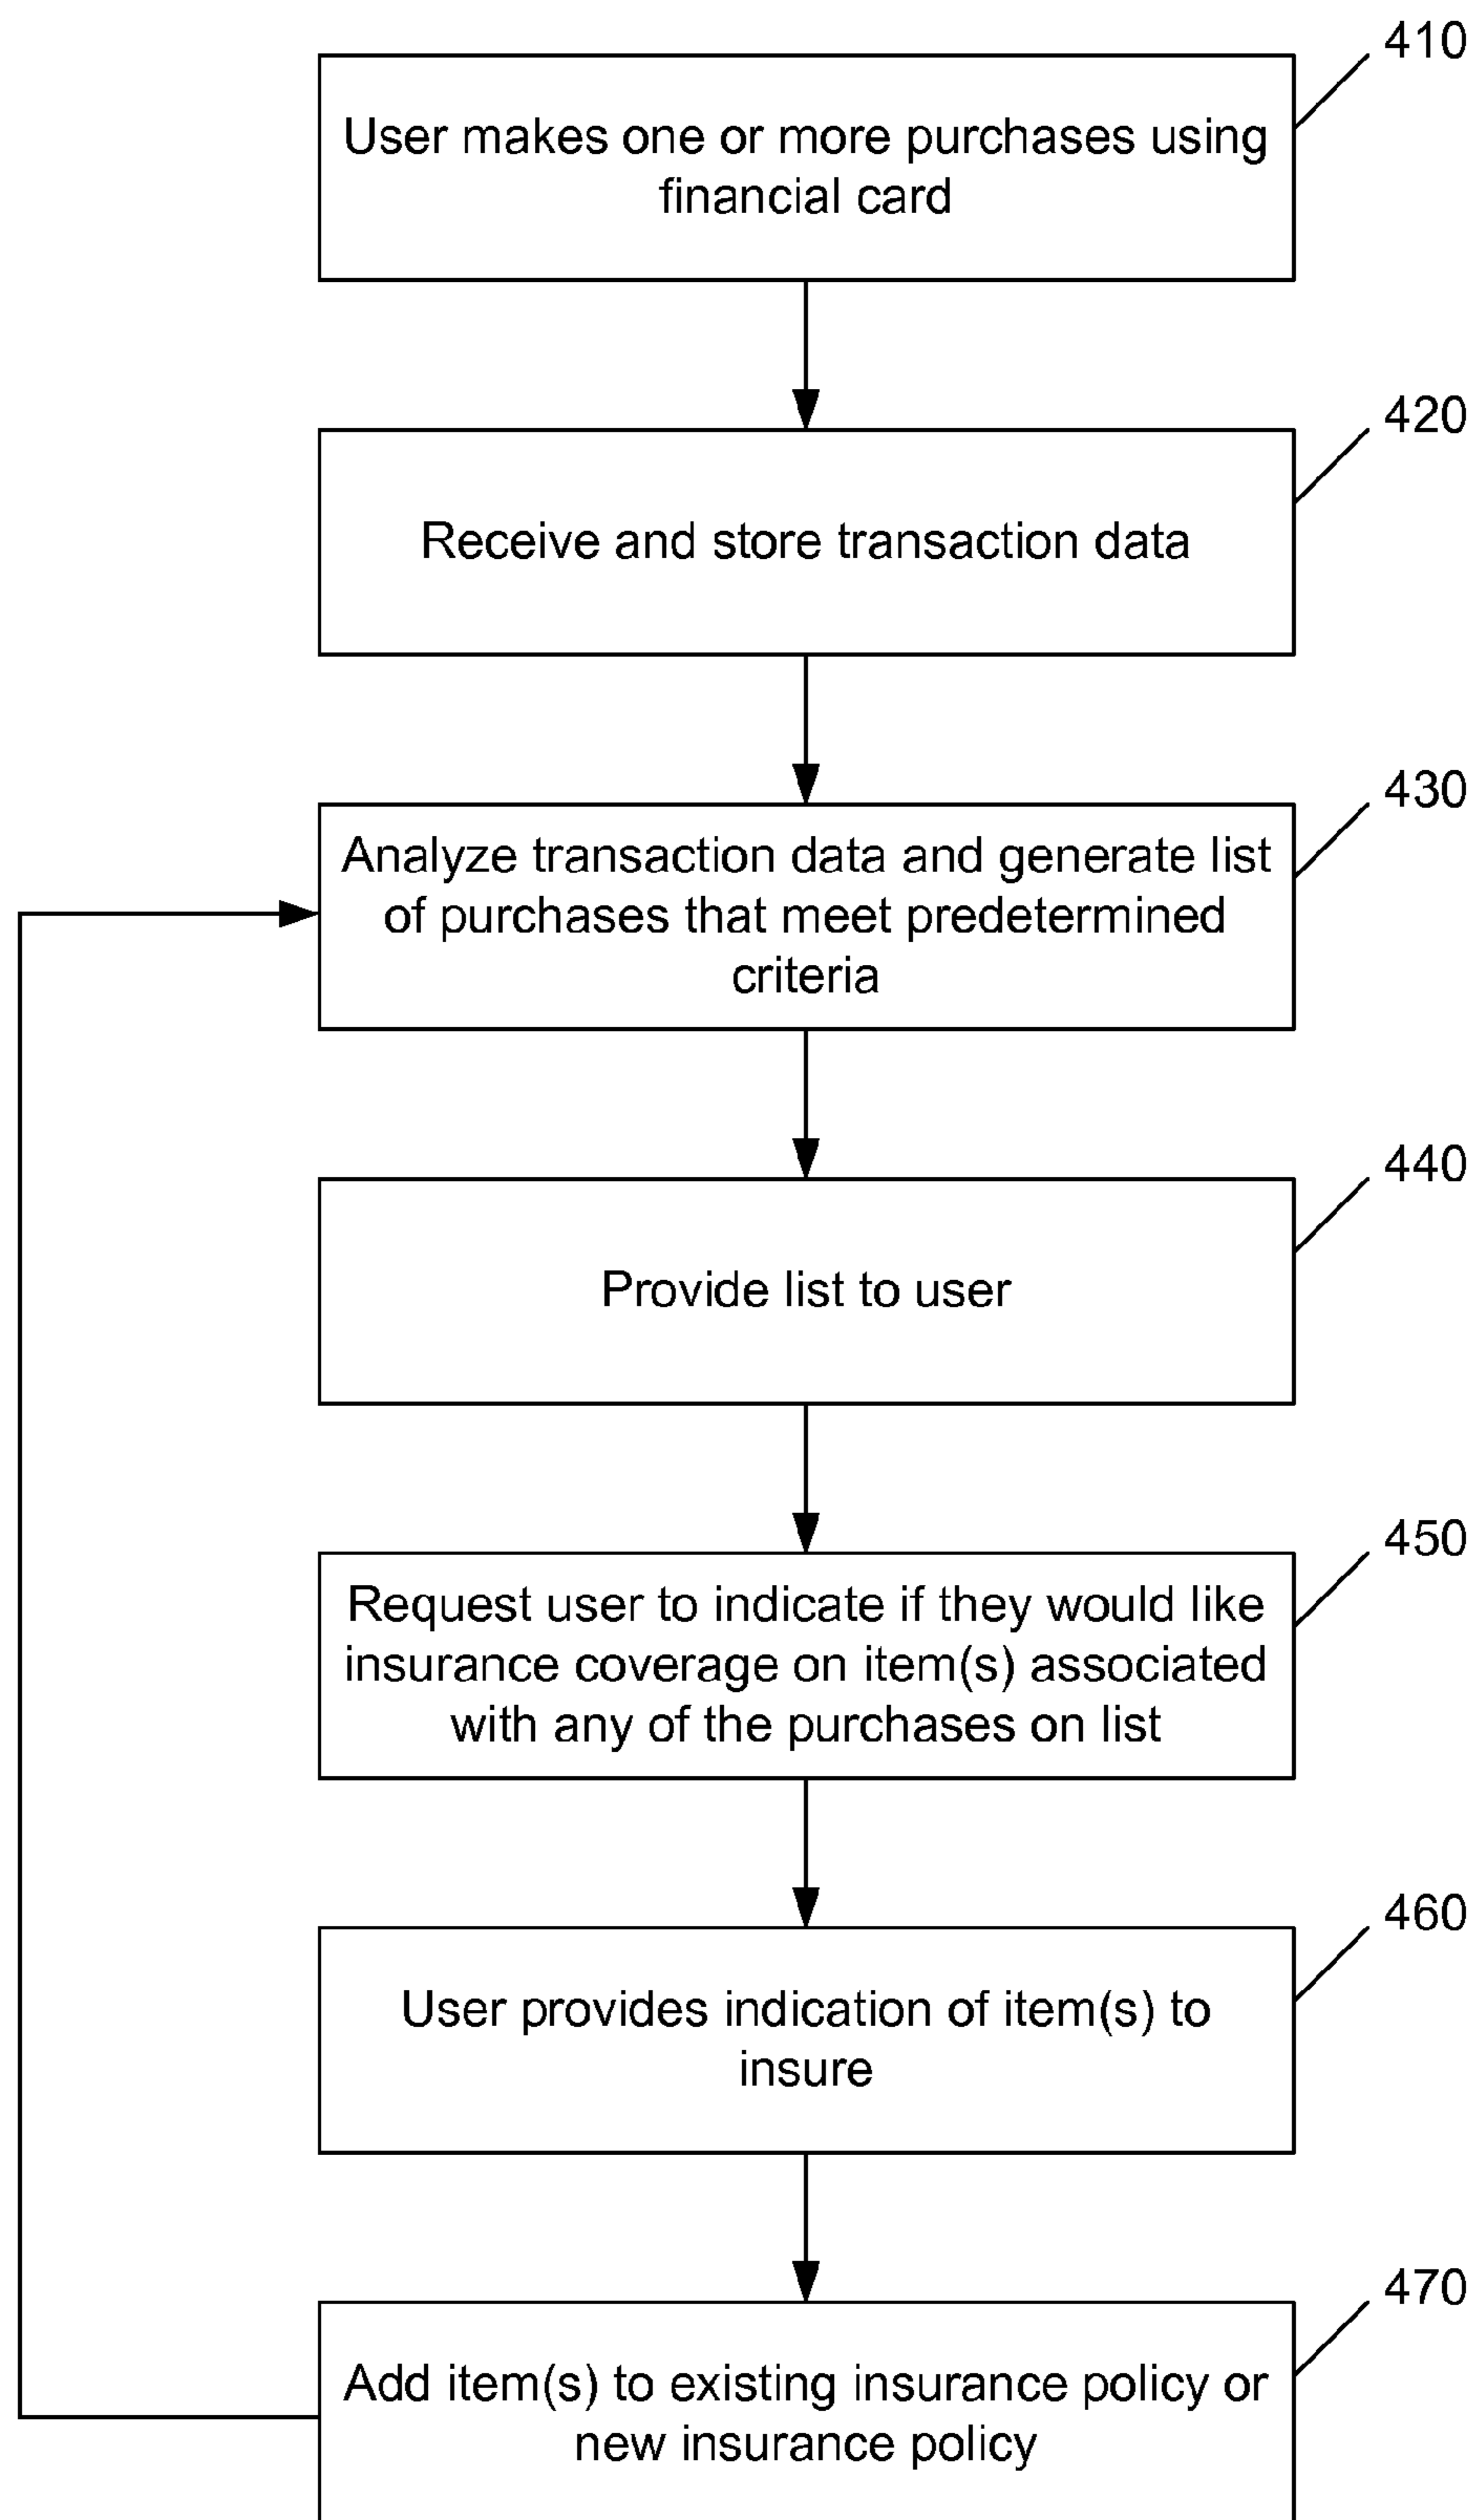 410
User makes one or more purchases using
financial card
420
Receive and store transaction data
430
Analyze transaction data and generate list
of purchases that meet predetermined
criteria
440
Provide list to user
450
Request user to indicate if they would like
insurance coverage on item(s) associated
with any of the purchases on list
460
User provides indication of item(s) to
insure
470
Add item(s) to existing insurance policy or
new insurance policy